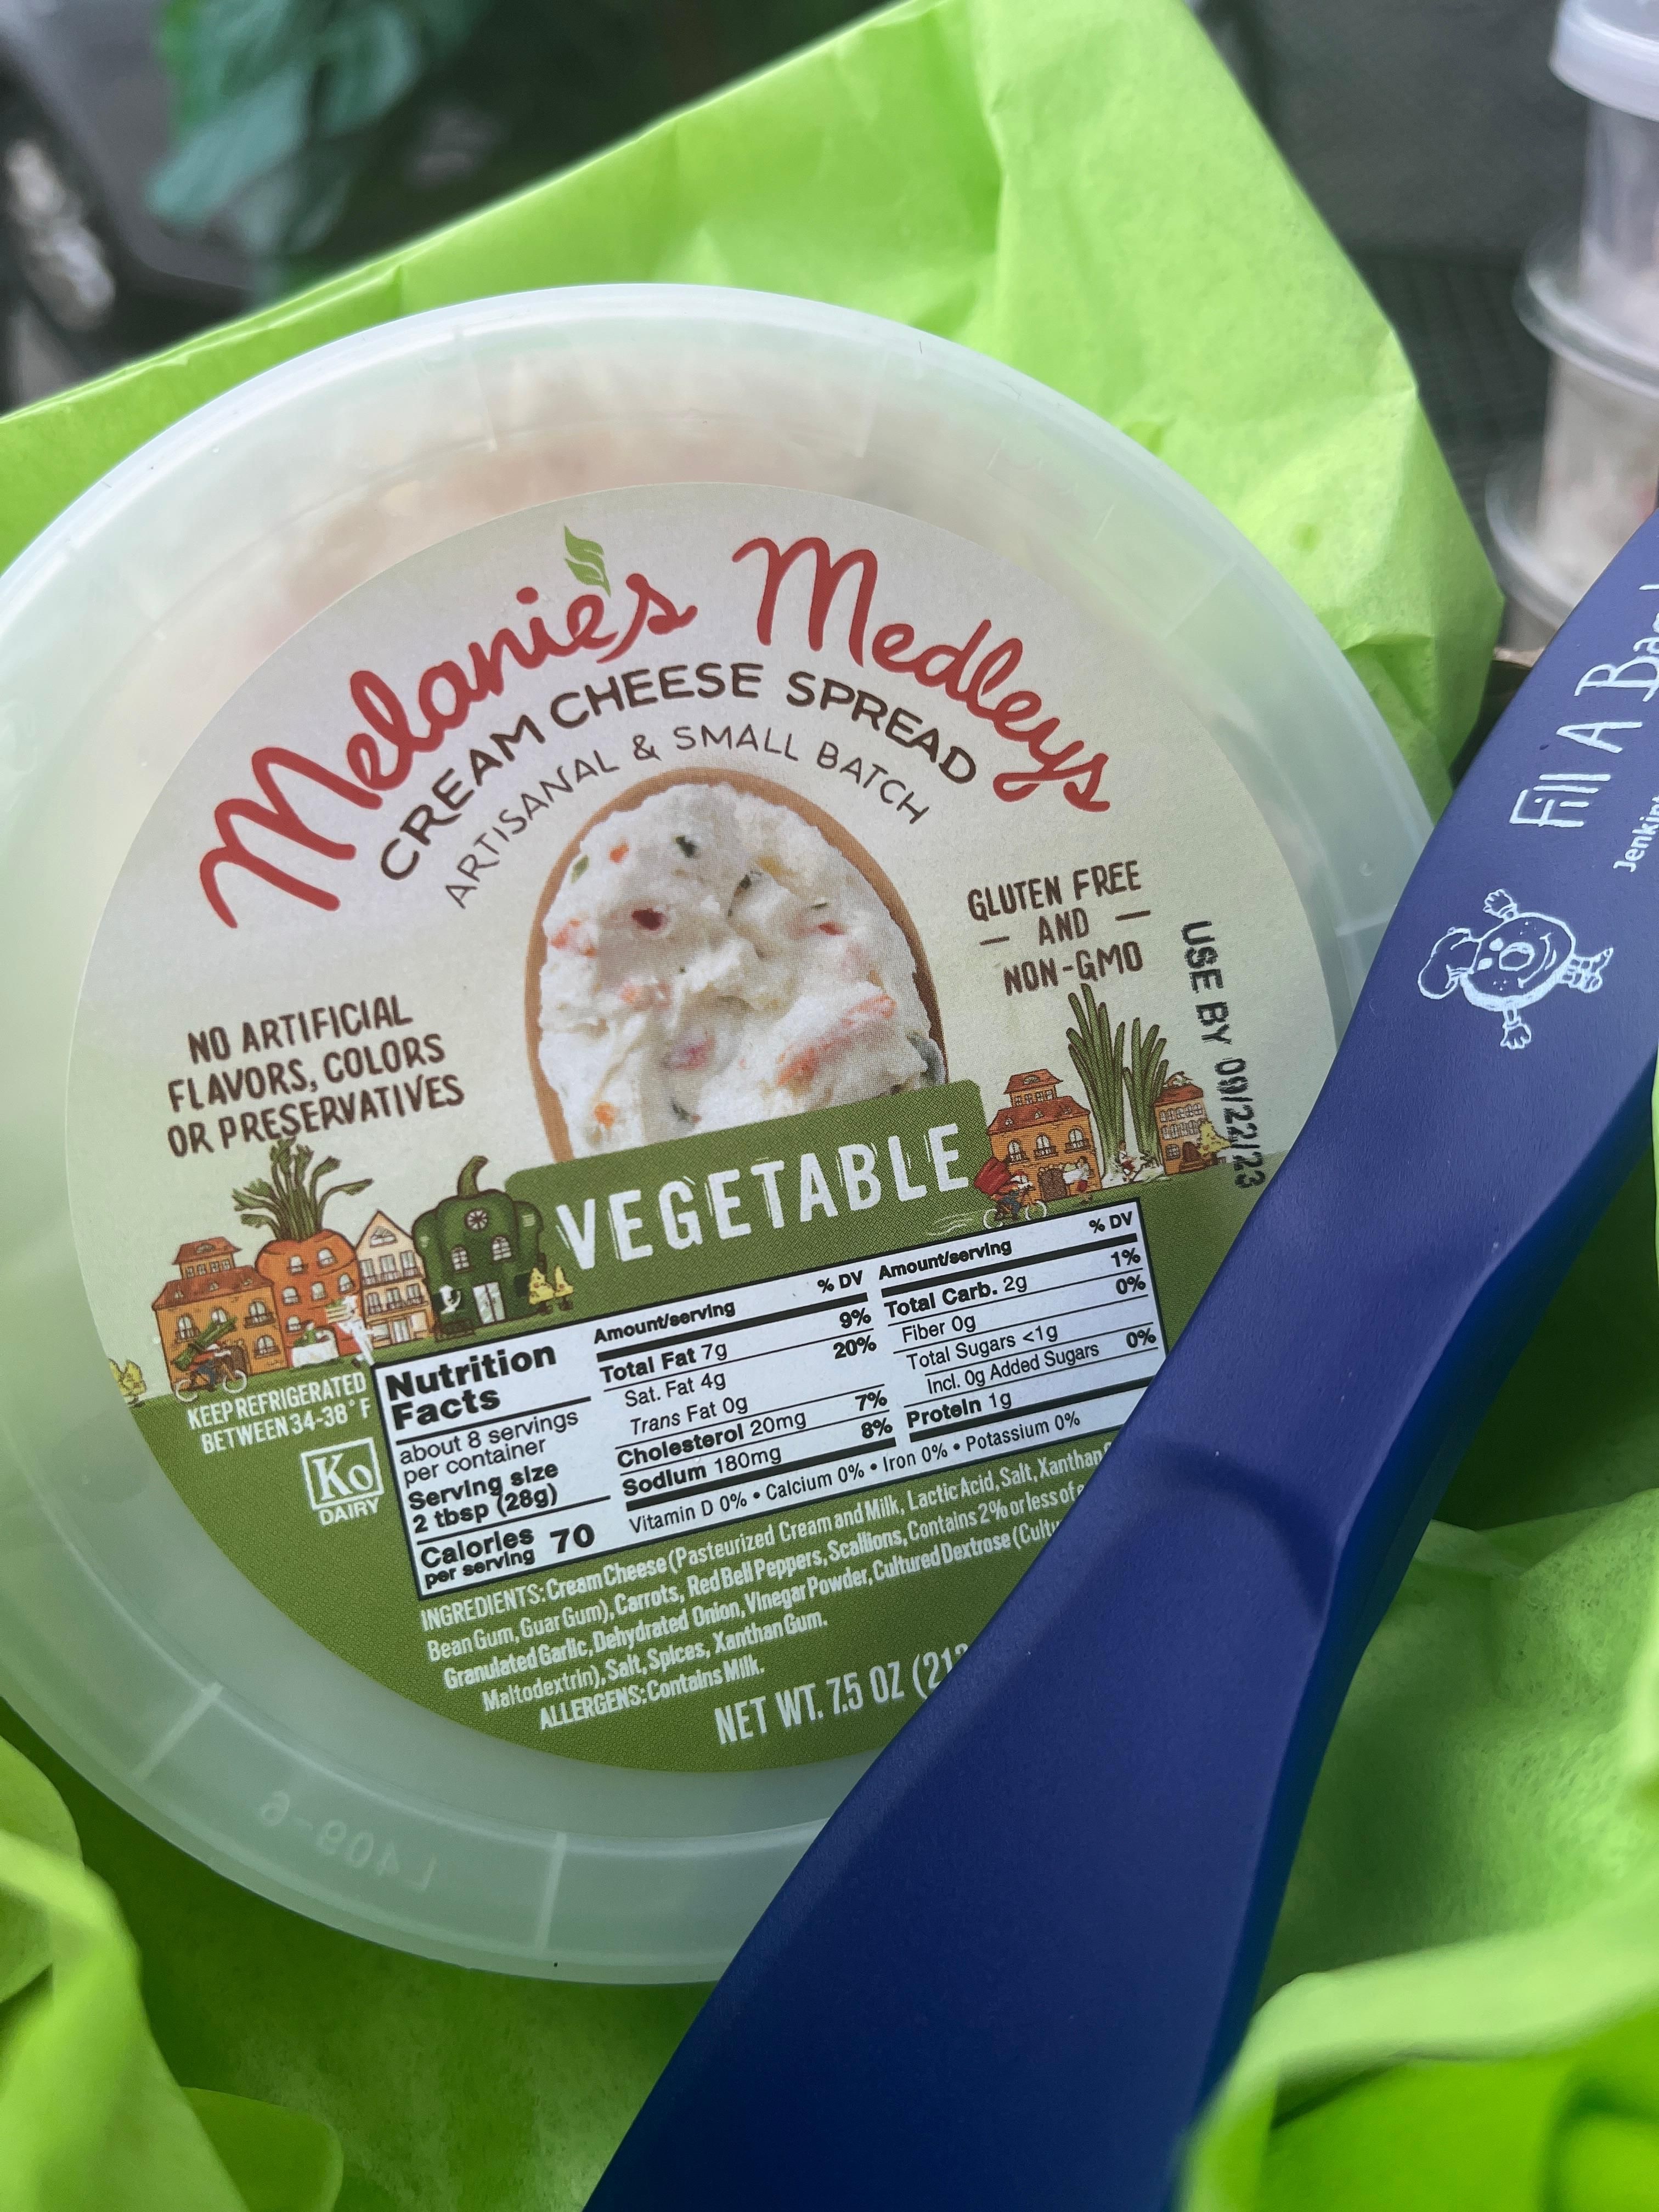 Melanie's Medleys
CREAM CHEESE SPREAD
ARTISANAL & SMALL BATCH
GLUTEN FREE
AND
NON-GMO
USE BY 09/22/23
NO ARTIFICIAL
FLAVORS, COLORS
OR PRESERVATIVES
VEGETABLE
KEEP REFRIGERATED
BETWEEN 34-38°F
KO
DAIRY
Nutrition
Facts
about 8 servings
per container
Serving size
2 tbsp (28g)
Calories 70
per serving
Amount/serving % DV
Total Fat 7g 9%
Sat. Fat 4g 20%
Trans Fat 0g
Cholesterol 20mg 7%
Sodium 180mg 8%
Amount/serving % DV
Total Carb. 2g 1%
Fiber 0g 0%
Total Sugars <1g
Incl. 0g Added Sugars 0%
Protein 1g
Vitamin D 0% • Calcium 0% • Iron 0% • Potassium 0%
INGREDIENTS: Cream Cheese (Pasteurized Cream and Milk, Lactic Acid, Salt, Xanthan
Bean Gum, Guar Gum), Carrots, Red Bell Peppers, Scallions, Contains 2% or less of
Granulated Garlic, Dehydrated Onion, Vinegar Powder, Cultured Dextrose (Cultu
Maltodextrin), Salt, Spices, Xanthan Gum.
ALLERGENS: Contains Milk.
NET WT. 7.5 OZ (21
L409-6
Fill A Bag
Jenki